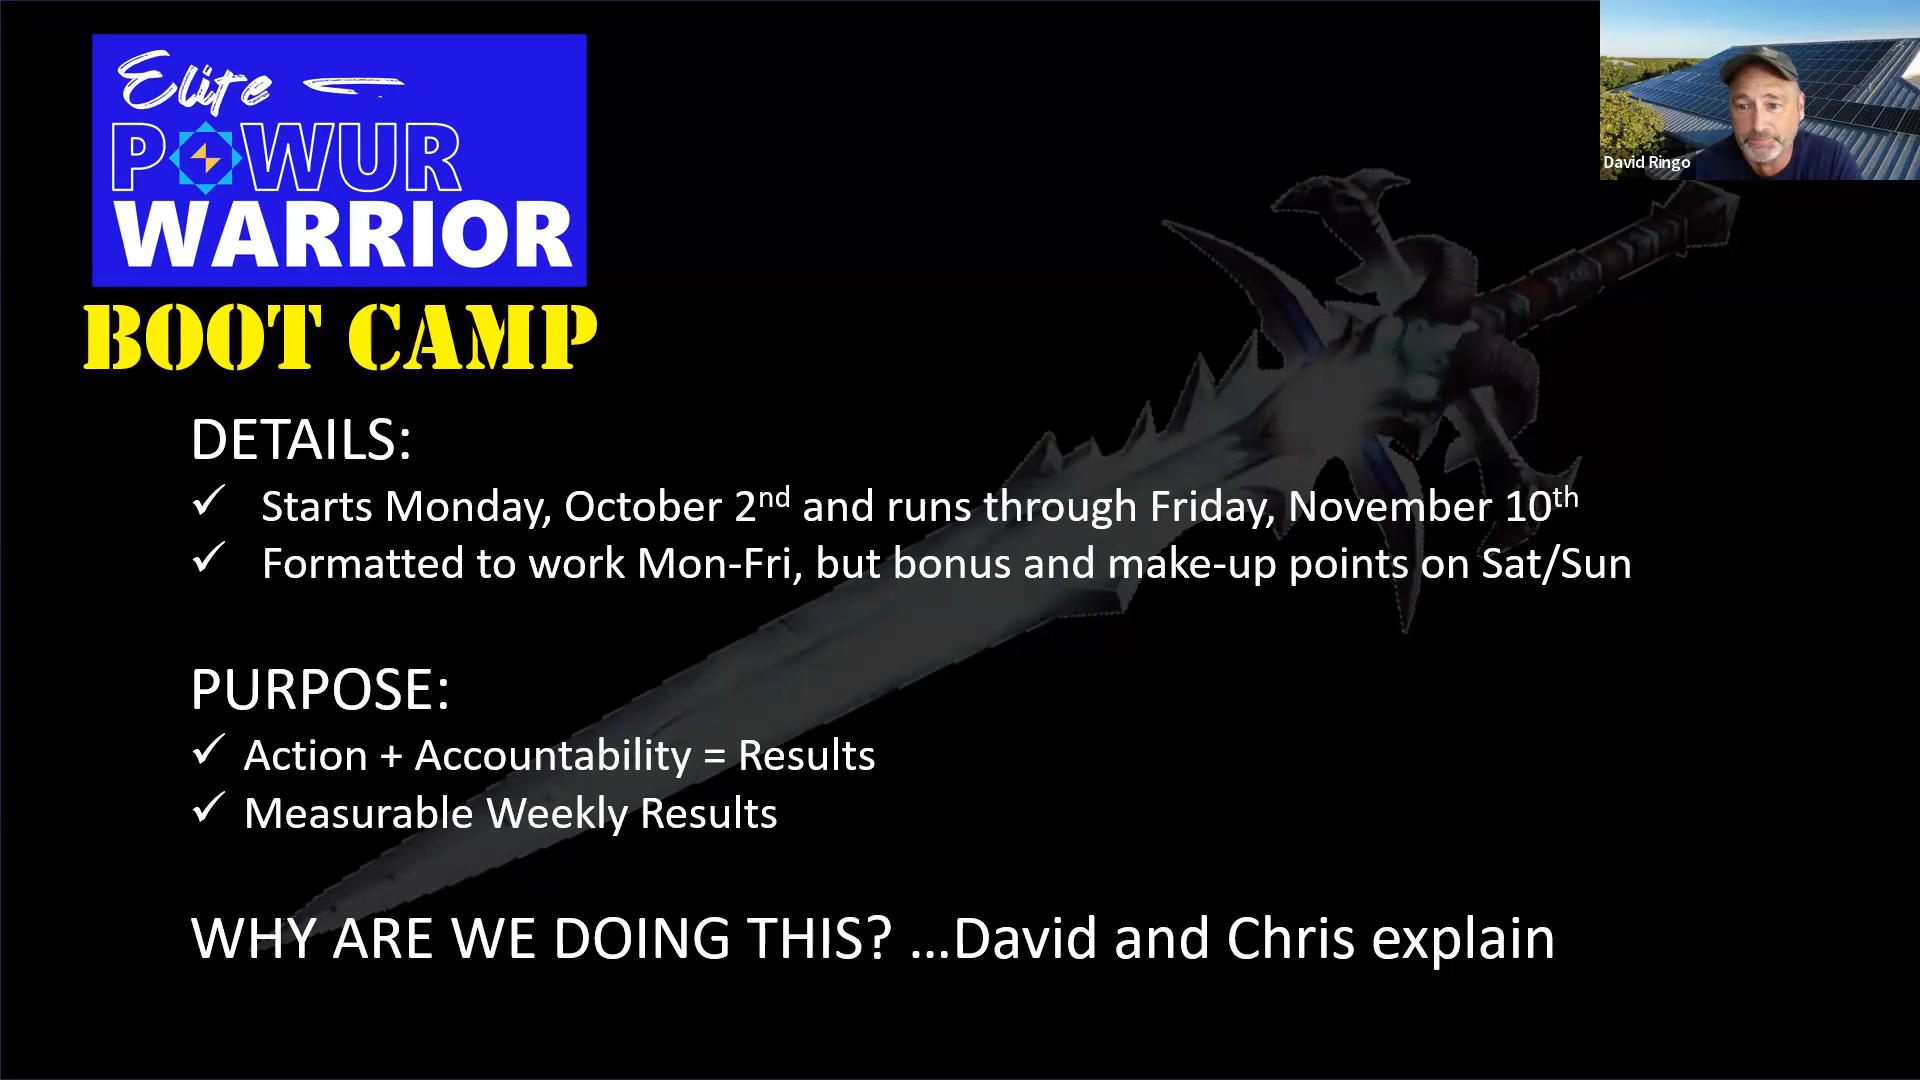 Elite
POWUR
WARRIOR
BOOT CAMP
David Ringo
DETAILS:
✓ Starts Monday, October 2nd and runs through Friday, November 10th
✓ Formatted to work Mon-Fri, but bonus and make-up points on Sat/Sun
PURPOSE:
✓ Action + Accountability = Results
✓ Measurable Weekly Results
WHY ARE WE DOING THIS? ...David and Chris explain